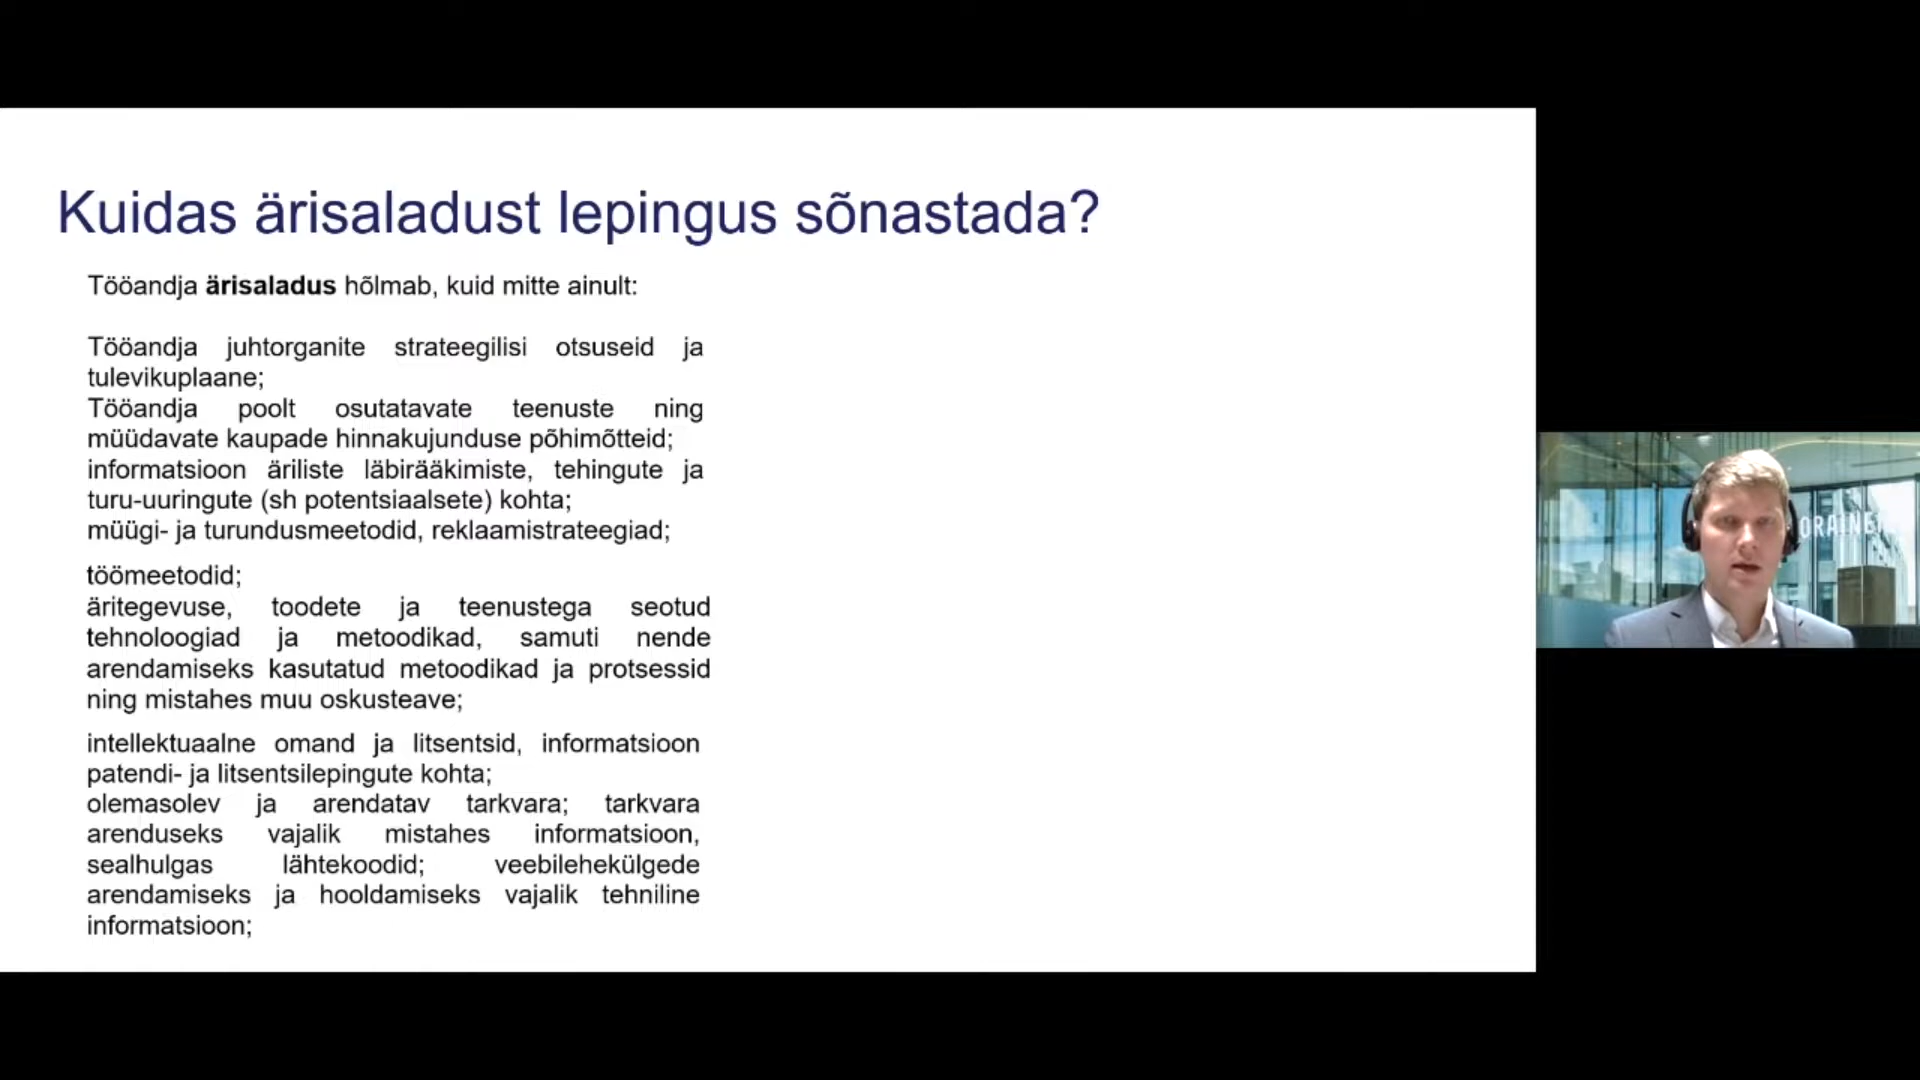 Kuidas ärisaladust lepingus sõnastada?
Tööandja ärisaladus hõlmab, kuid mitte ainult:
Tööandja juhtorganite strateegilisi otsuseid ja
tulevikuplaane;
Tööandja poolt osutatavate teenuste ning
müüdavate kaupade hinnakujunduse põhimõtteid;
informatsioon äriliste läbirääkimiste, tehingute ja
turu-uuringute (sh potentsiaalsete) kohta;
müügi- ja turundusmeetodid, reklaamistrateegiad;
töömeetodid;
äritegevuse, toodete ja teenustega seotud
tehnoloogiad ja metoodikad, samuti nende
arendamiseks kasutatud metoodikad ja protsessid
ning mistahes muu oskusteave;
intellektuaalne omand ja litsentsid, informatsioon
patendi- ja litsentsilepingute kohta;
olemasolev ja arendatav tarkvara; tarkvara
arenduseks vajalik mistahes informatsioon,
sealhulgas lähtekoodid; veebilehekülgede
arendamiseks ja hooldamiseks vajalik tehniline
informatsioon;